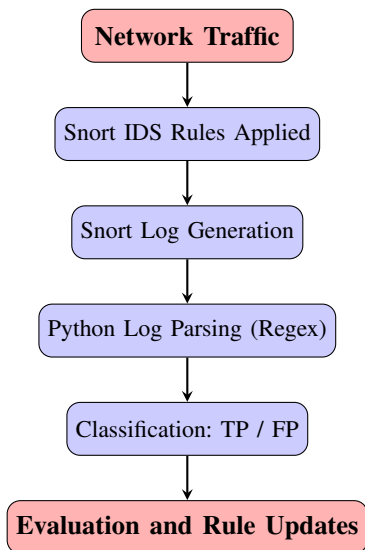 Network Traffic
Snort IDS Rules Applied
Snort Log Generation
Python Log Parsing (Regex)
Classification: TP / FP
Evaluation and Rule Updates